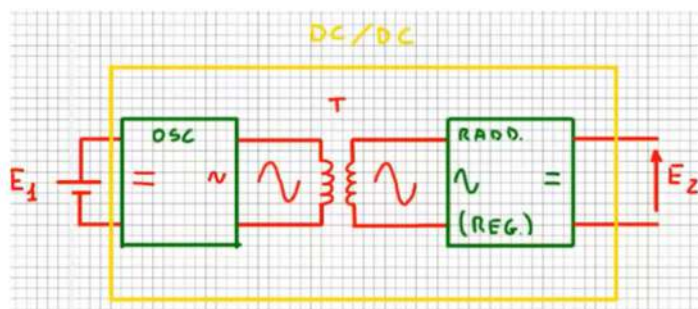 DC/DC
T
OSC
RADD.
E1
= ~
~ =
E2
(REG.)